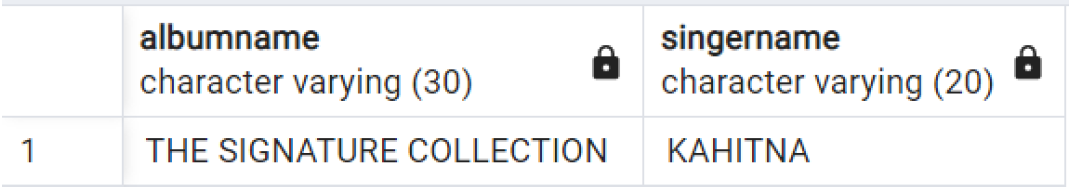 albumname singername
character varying (30) character varying (20)
1 THE SIGNATURE COLLECTION KAHITNA